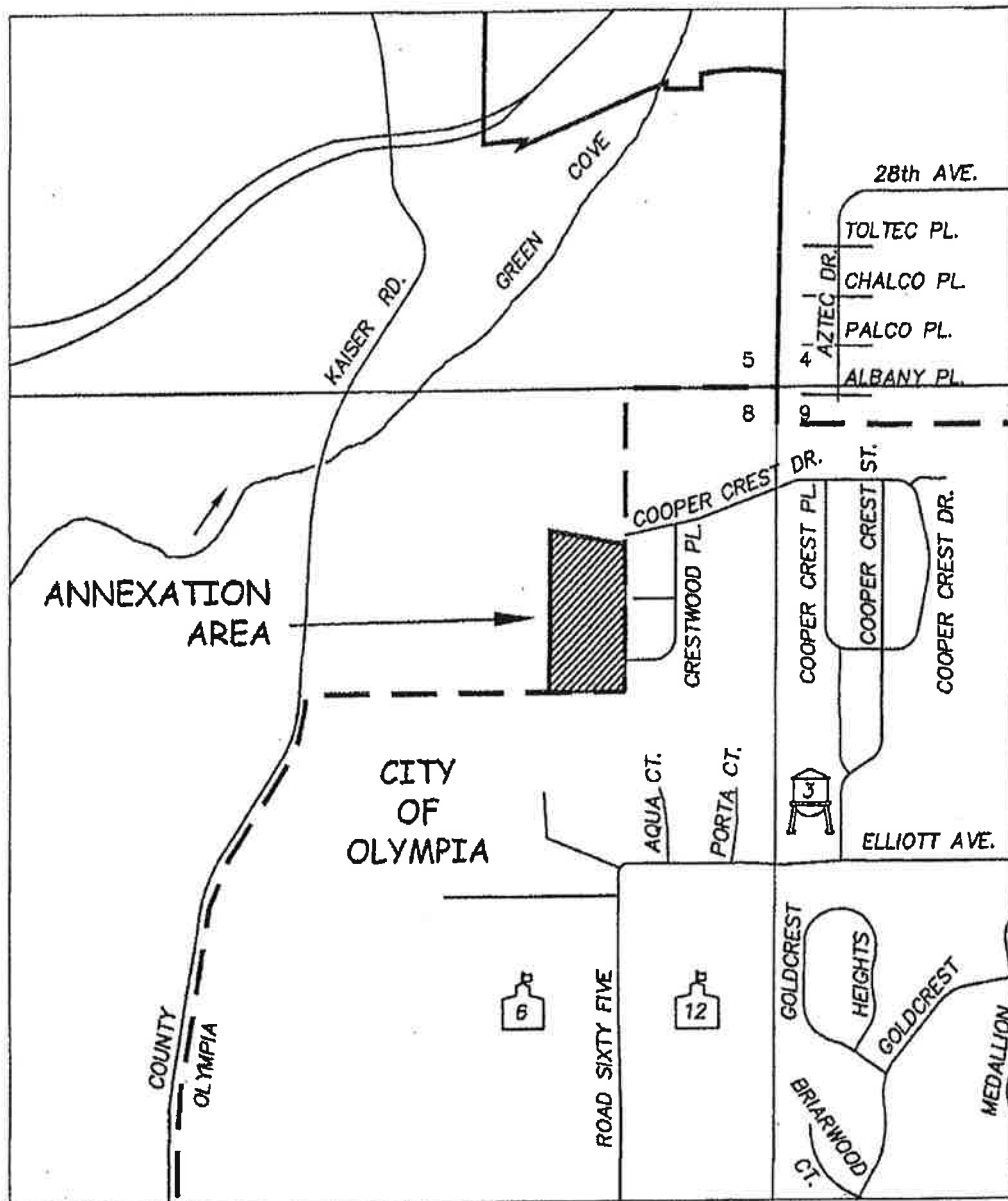 28th AVE.
TOLTEC PL.
CHALCO PL.
PALCO PL.
ALBANY PL.
AZTEC DR.
COVE
GREEN
KAISER RD.
5
4
8
9
COOPER CREST DR.
CRESTWOOD PL.
COOPER CREST PL.
COOPER CREST ST.
COOPER CREST DR.
ANNEXATION
AREA
CITY
OF
OLYMPIA
AQUA CT.
PORTA CT.
3
ELLIOTT AVE.
GOLDCREST
HEIGHTS
GOLDCREST
MEDALLION
6
12
ROAD SIXTY FIVE
COUNTY
OLYMPIA
BRIARWOOD
CT.